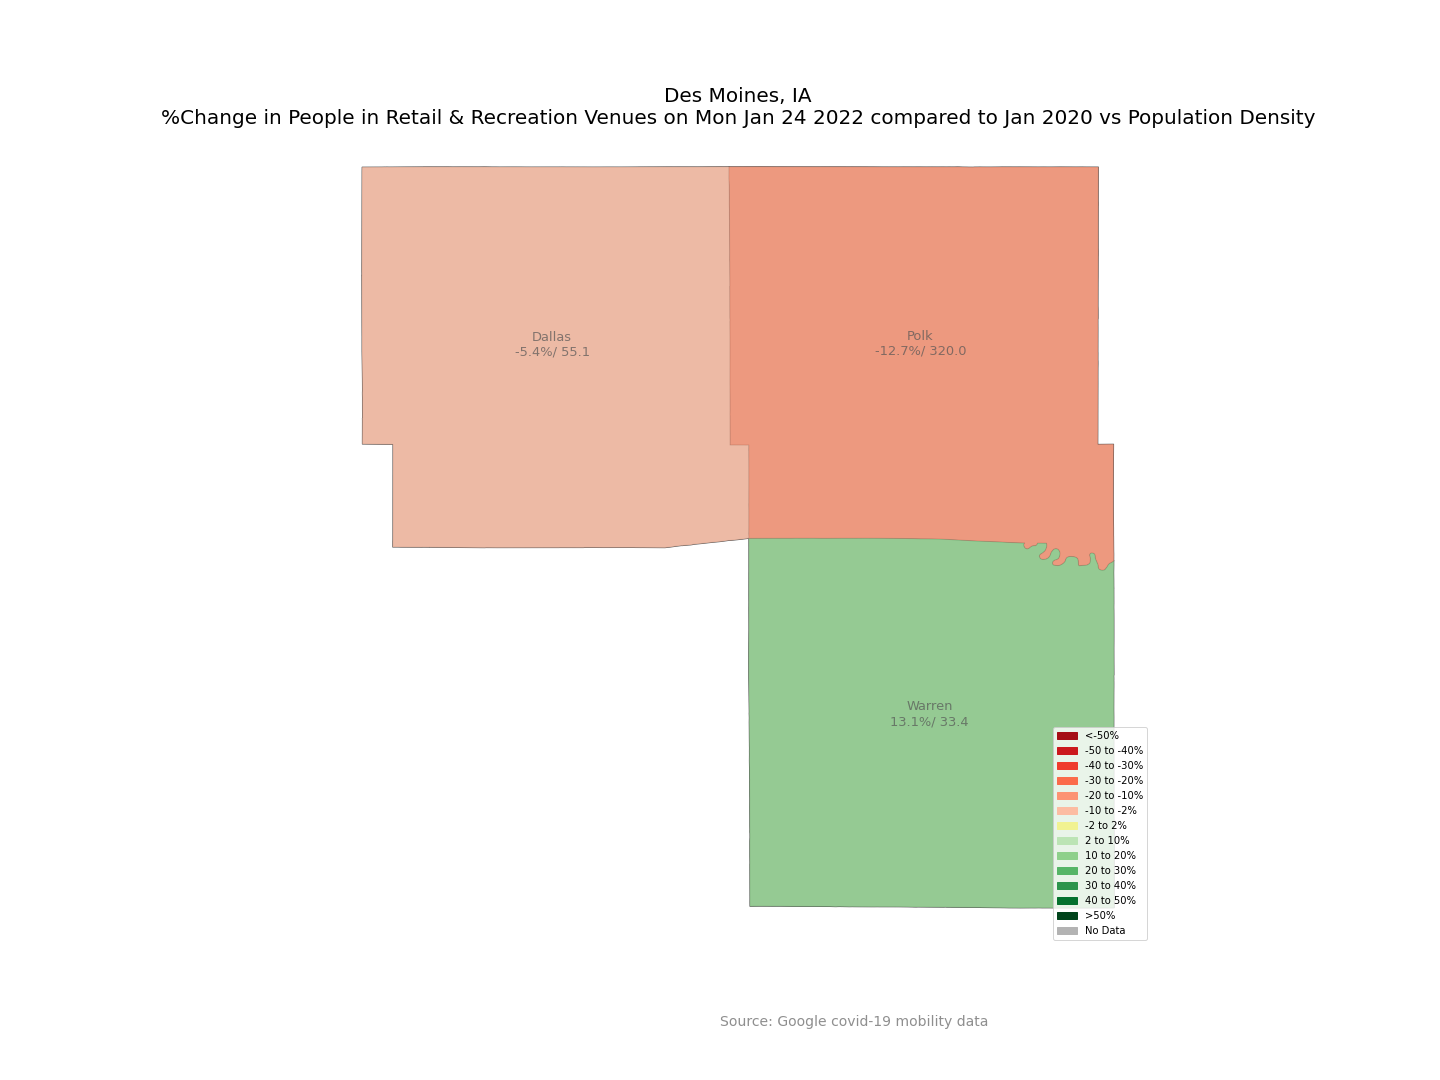 Des Moines, IA
%Change in People in Retail & Recreation Venues on Mon Jan 24 2022 compared to Jan 2020 vs Population Density
Dallas
-5.4%/ 55.1
Polk
-12.7%/ 320.0
Warren
13.1%/ 33.4
<-50%
-50 to -40%
-40 to -30%
-30 to -20%
-20 to -10%
-10 to -2%
-2 to 2%
2 to 10%
10 to 20%
20 to 30%
30 to 40%
40 to 50%
>50%
No Data
Source: Google covid-19 mobility data